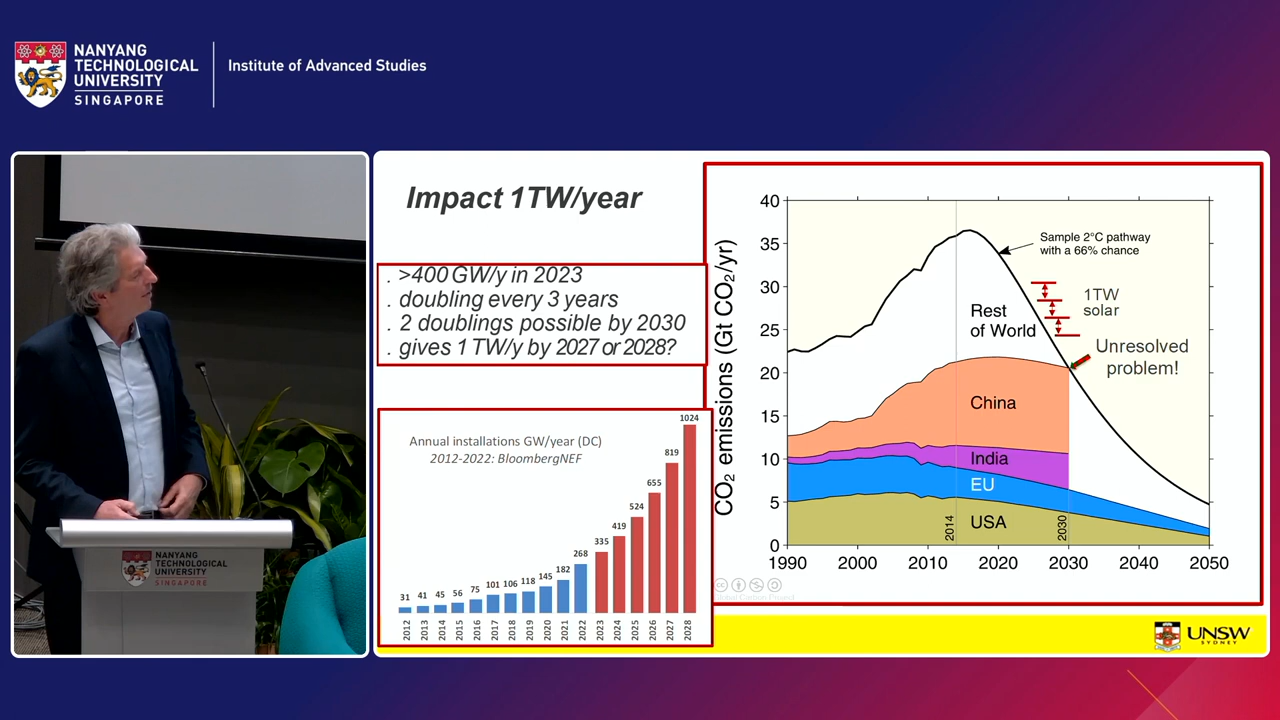 NANYANG
TECHNOLOGICAL
UNIVERSITY
SINGAPORE
Institute of Advanced Studies
NANYANG
TECHNOLOGICAL
UNIVERSITY
SINGAPORE
Impact 1TW/year
. >400 GW/y in 2023
. doubling every 3 years
. 2 doublings possible by 2030
. gives 1 TW/y by 2027 or 2028?
Annual installations GW/year (DC)
2012-2022: BloombergNEF
31 41 45 56 75 101 106 118 145 182 268 335 419 524 655 819 1024
2012 2013 2014 2015 2016 2017 2018 2019 2020 2021 2022 2023 2024 2025 2026 2027 2028
CO₂ emissions (Gt CO₂/yr)
40
35
30
25
20
15
10
5
0
1990 2000 2010 2020 2030 2040 2050
Sample 2°C pathway
with a 66% chance
1TW
solar
Rest
of World
Unresolved
problem!
China
India
EU
USA
2014
2030
cc
Global Carbon Project
UNSW
SYDNEY